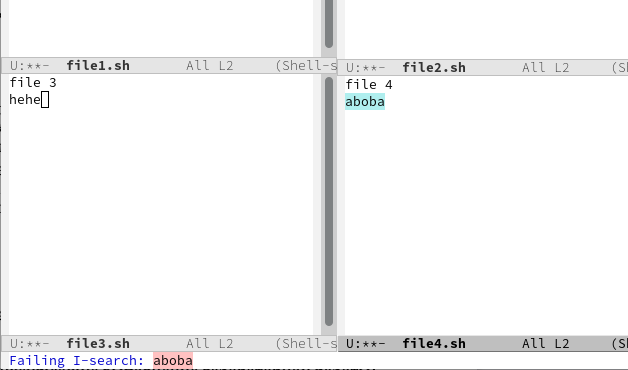 U:**-  file1.sh       All L2     (Shell-s
U:**-  file2.sh       All L2     (Sh
file 3
hehe
file 4
aboba
U:**-  file3.sh       All L2     (Shell-s
U:**-  file4.sh       All L2     (Sh
Failing I-search: aboba